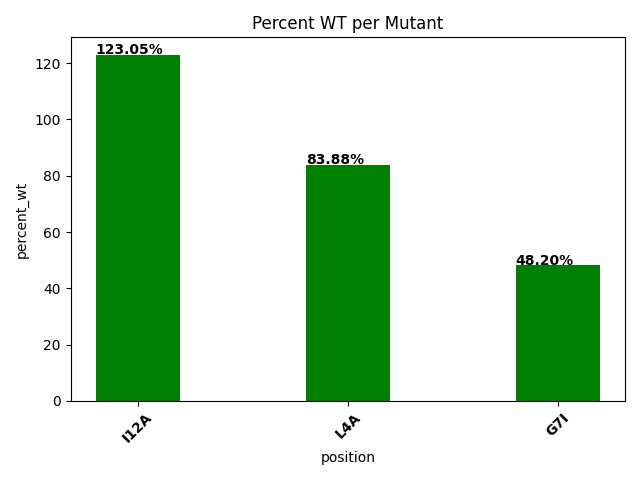 Percent WT per Mutant
123.05%
83.88%
48.20%
percent_wt
120
100
80
60
40
20
0
I12A
L4A
G7I
position